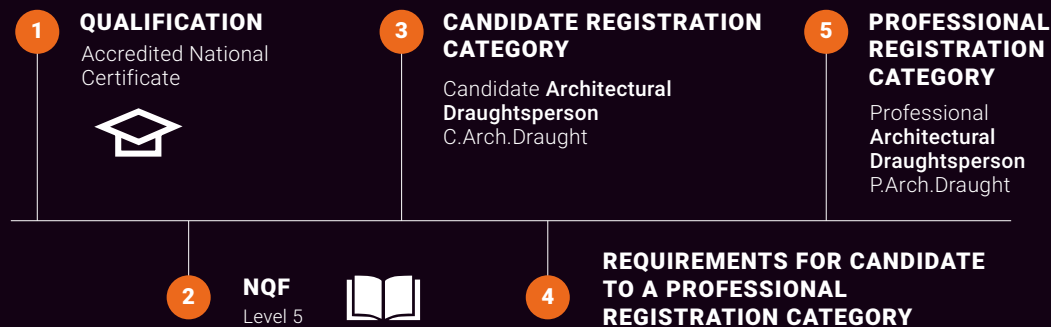 1
QUALIFICATION
Accredited National
Certificate
3
CANDIDATE REGISTRATION
CATEGORY
Candidate Architectural
Draughtsperson
C.Arch.Draught
5
PROFESSIONAL
REGISTRATION
CATEGORY
Professional
Architectural
Draughtsperson
P.Arch.Draught
2
NQF
Level 5
4
REQUIREMENTS FOR CANDIDATE
TO A PROFESSIONAL
REGISTRATION CATEGORY